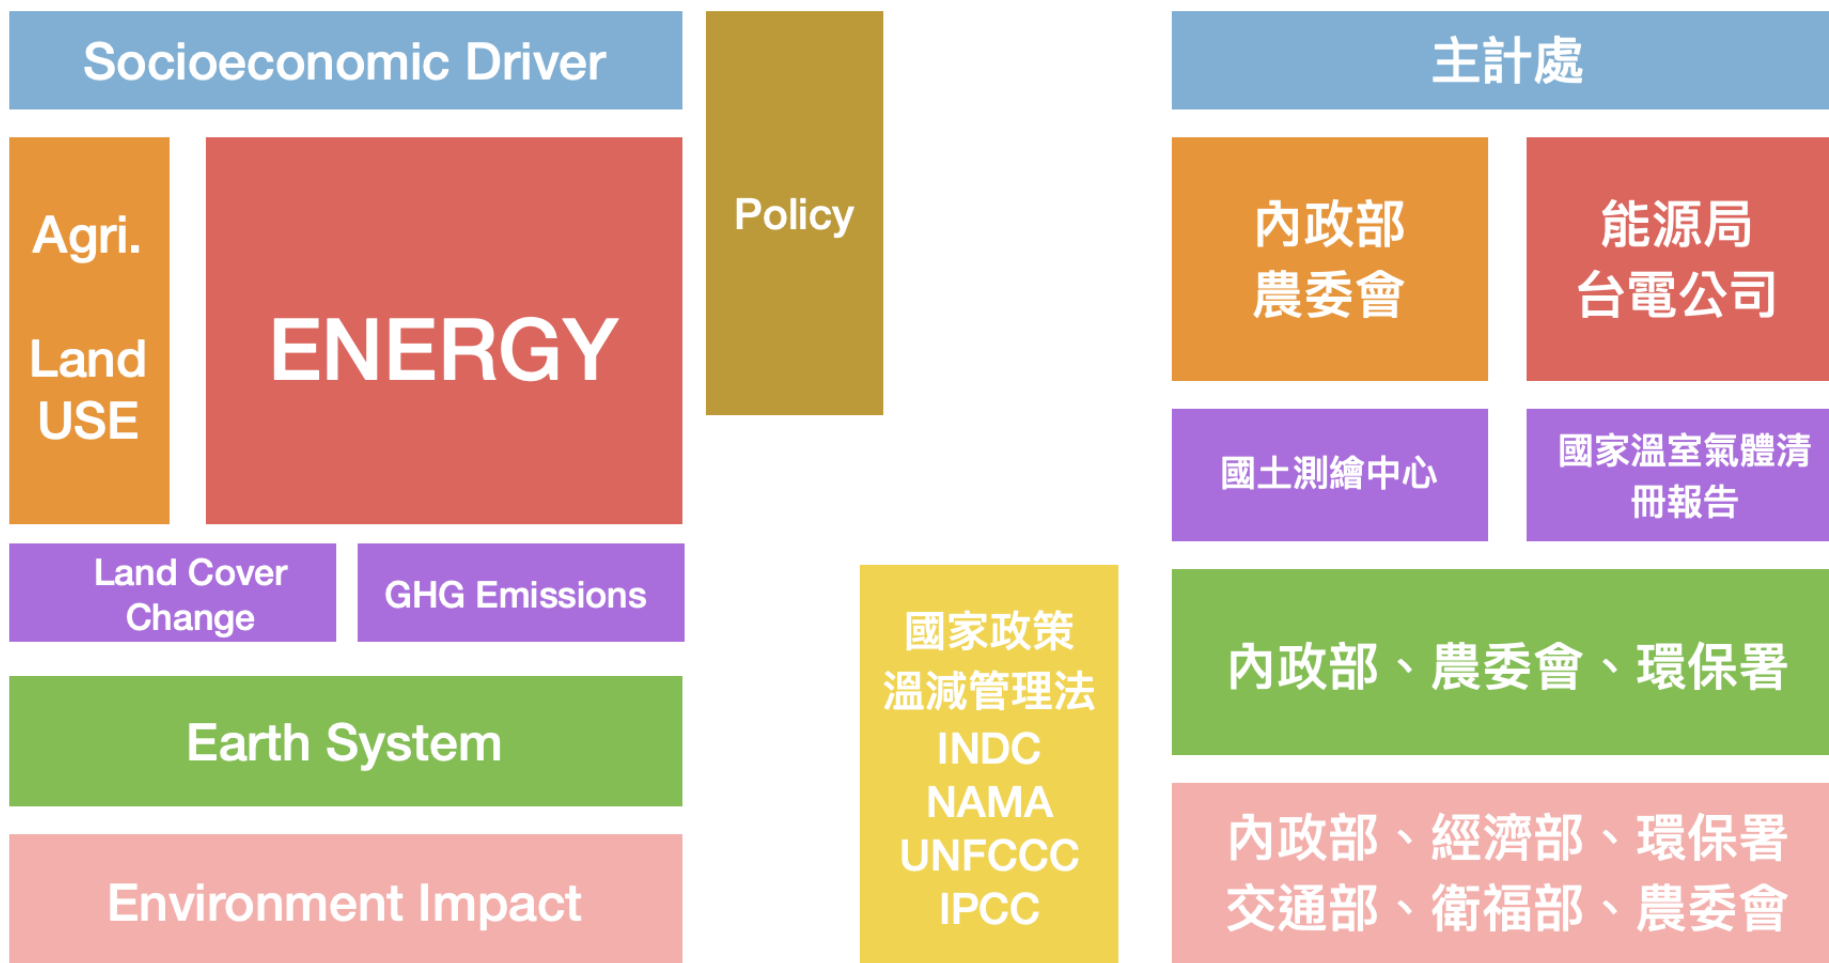 Socioeconomic Driver
Agri.
Land
USE
ENERGY
Policy
Land Cover
Change
GHG Emissions
Earth System
Environment Impact
國家政策
溫減管理法
INDC
NAMA
UNFCCC
IPCC
主計處
內政部
農委會
能源局
台電公司
國土測繪中心
國家溫室氣體清
冊報告
內政部、農委會、環保署
內政部、經濟部、環保署
交通部、衛福部、農委會